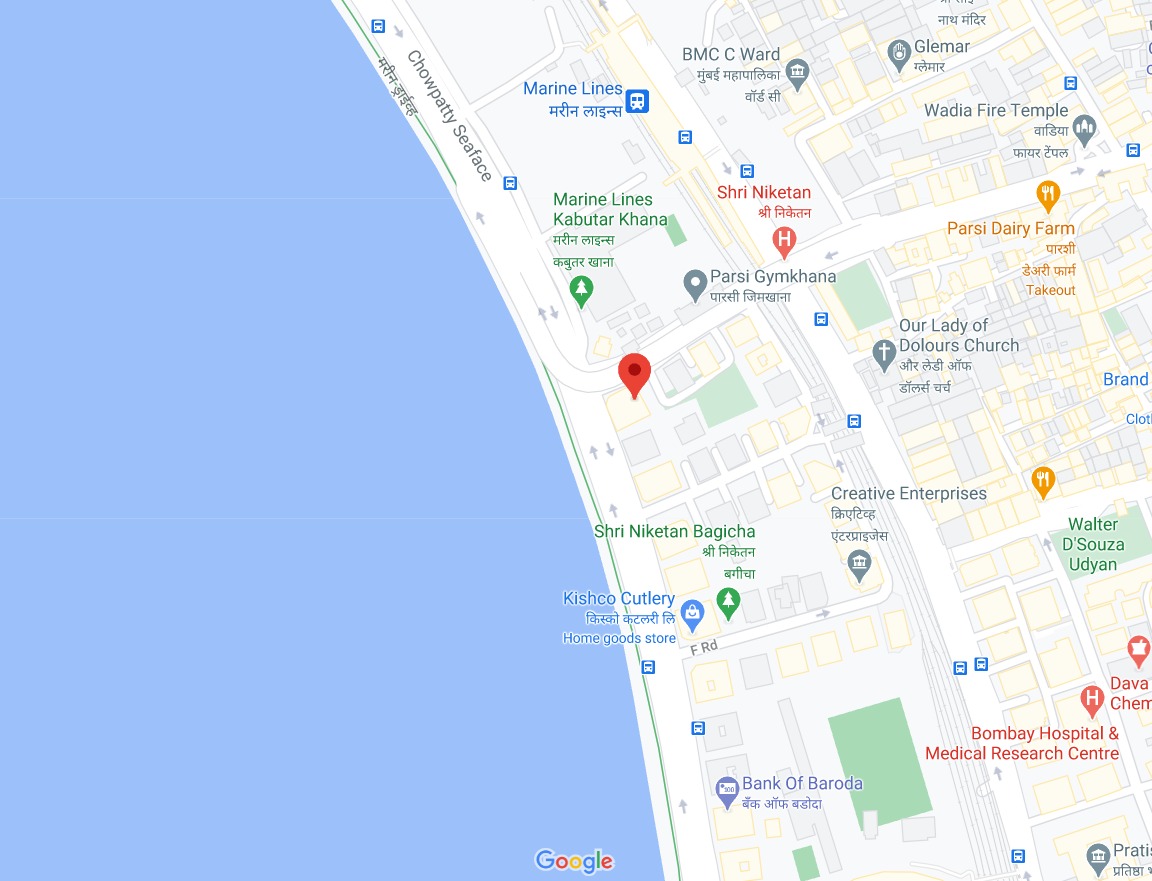 श्री साई
नाथ मंदिर
BMC C Ward
मुंबई महापालिका
वॉर्ड सी
Glemar
ग्लेमार
Chowpatty Seaface
मरीन ड्राईव्ह
Marine Lines
मरीन लाइन्स
Wadia Fire Temple
वाडिया
फायर टेंपल
Shri Niketan
श्री निकेतन
Marine Lines
Kabutar Khana
मरीन लाइन्स
कबुतर खाना
Parsi Dairy Farm
पारशी
डेअरी फार्म
Takeout
Parsi Gymkhana
पारसी जिमखाना
Our Lady of
Dolours Church
और लेडी ऑफ
डॉलर्स चर्च
Brand
Clot
Creative Enterprises
क्रिएटिव्ह
एंटरप्राइजेस
Shri Niketan Bagicha
श्री निकेतन
बगीचा
Walter
D'Souza
Udyan
Kishco Cutlery
किस्को कटलरी लि
Home goods store
F Rd
Dava
Chem
Bombay Hospital &
Medical Research Centre
Bank Of Baroda
बँक ऑफ बडोदा
Google
Pratis
प्रतिष्ठा भ